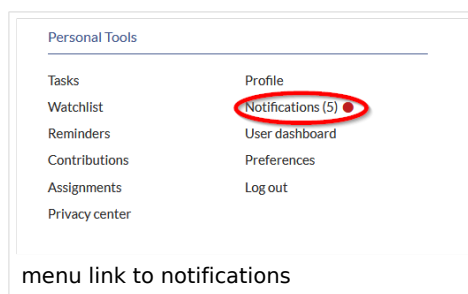 Personal Tools
Tasks
Watchlist
Reminders
Contributions
Assignments
Privacy center
Profile
Notifications (5)
User dashboard
Preferences
Log out
menu link to notifications